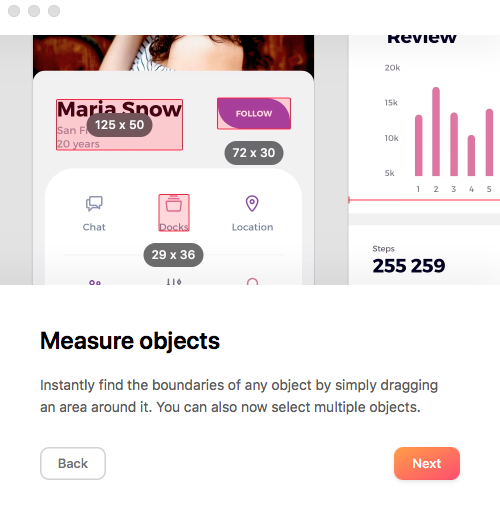 Maria Snow
San Fr
20 years
125 x 50
FOLLOW
72 x 30
Chat
Docks
Location
29 x 36
Review
20k
15k
10k
5k
1 2 3 4 5
Steps
255 259
Measure objects
Instantly find the boundaries of any object by simply dragging
an area around it. You can also now select multiple objects.
Back
Next